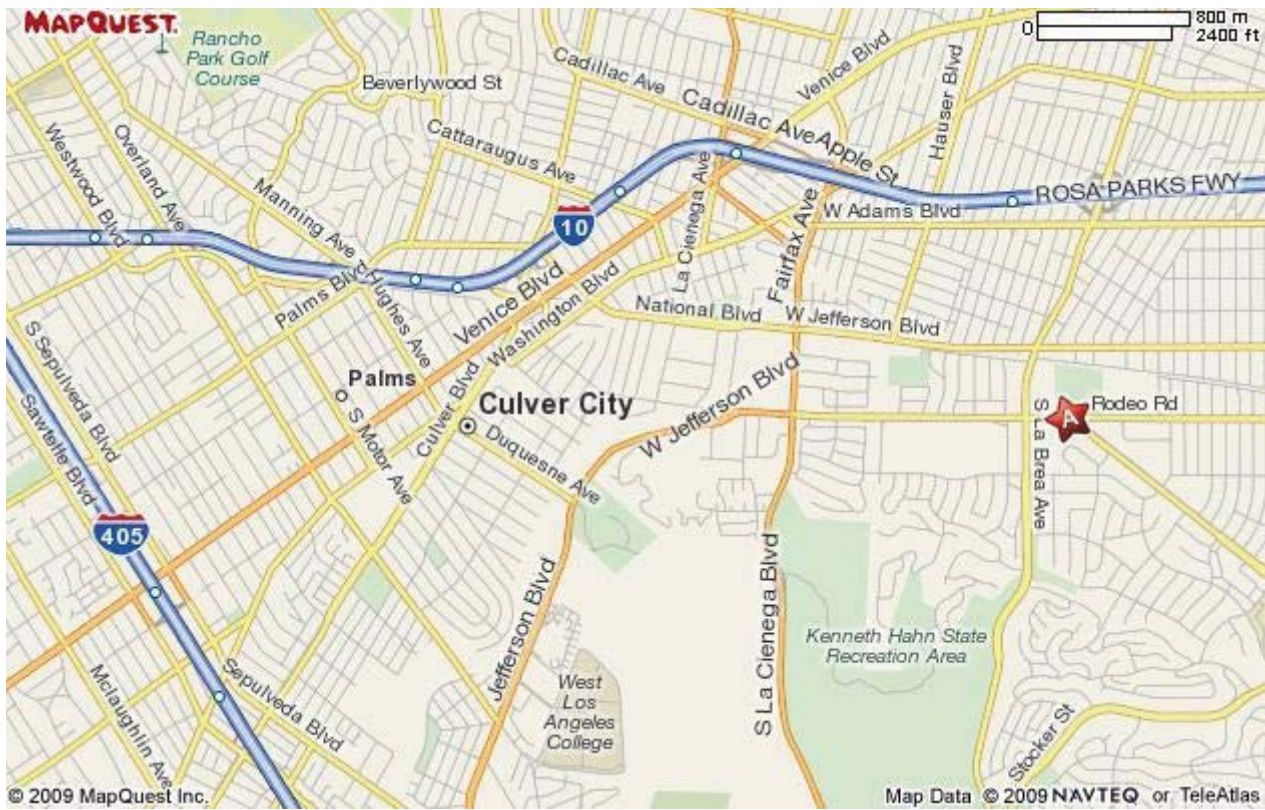 MAPQUEST.
Rancho
Park Golf
Course
Beverlywood St
Cadillac Ave
Venice Blvd
0
800 m
2400 ft
Hauser Blvd
Cadillac Ave
Apple St
Westwood Blvd
Overland Ave
Cattaraugus Ave
Manning Ave
La Cienega Ave
ROSA PARKS FWY
W Adams Blvd
10
Fairfax Ave
Palms Blvd
Hughes Ave
Venice Blvd
Washington Blvd
National Blvd
W Jefferson Blvd
S Sepulveda Blvd
Sawtelle Blvd
Palms
S Motor Ave
Culver Blvd
Culver City
W Jefferson Blvd
Duquesne Ave
A
Rodeo Rd
S La Brea Ave
405
Jefferson Blvd
S La Cienega Blvd
Kenneth Hahn State
Recreation Area
West
Los
Angeles
College
Mclaughlin Ave
Sepulveda Blvd
Stocker St
© 2009 MapQuest Inc.
Map Data © 2009 NAVTEQ or TeleAtlas